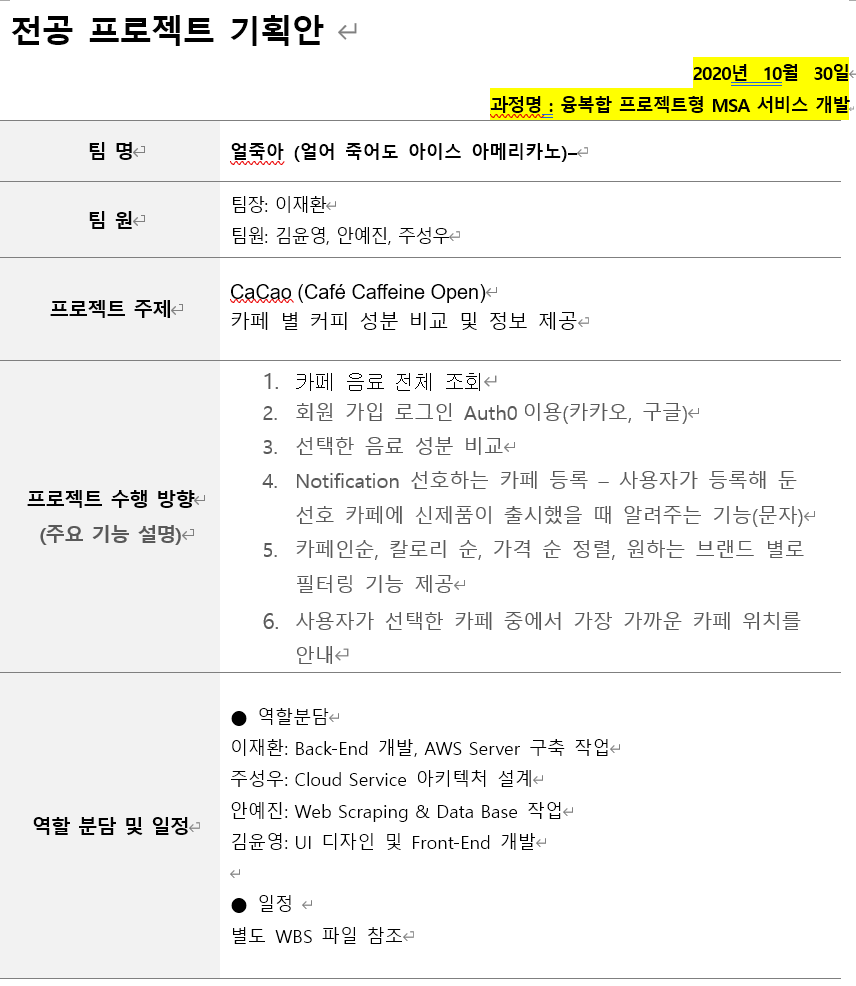 전공 프로젝트 기획안
2020년 10월 30일
과정명 : 융복합 프로젝트형 MSA 서비스 개발
팀 명
얼죽아 (얼어 죽어도 아이스 아메리카노)–
팀 원
팀장: 이재환
팀원: 김윤영, 안예진, 주성우
프로젝트 주제
CaCao (Café Caffeine Open)
카페 별 커피 성분 비교 및 정보 제공
프로젝트 수행 방향
(주요 기능 설명)
1. 카페 음료 전체 조회
2. 회원 가입 로그인 Auth0 이용(카카오, 구글)
3. 선택한 음료 성분 비교
4. Notification 선호하는 카페 등록 – 사용자가 등록해 둔
선호 카페에 신제품이 출시했을 때 알려주는 기능(문자)
5. 카페인순, 칼로리 순, 가격 순 정렬, 원하는 브랜드 별로
필터링 기능 제공
6. 사용자가 선택한 카페 중에서 가장 가까운 카페 위치를
안내
역할 분담 및 일정
● 역할분담
이재환: Back-End 개발, AWS Server 구축 작업
주성우: Cloud Service 아키텍처 설계
안예진: Web Scraping & Data Base 작업
김윤영: UI 디자인 및 Front-End 개발
● 일정
별도 WBS 파일 참조